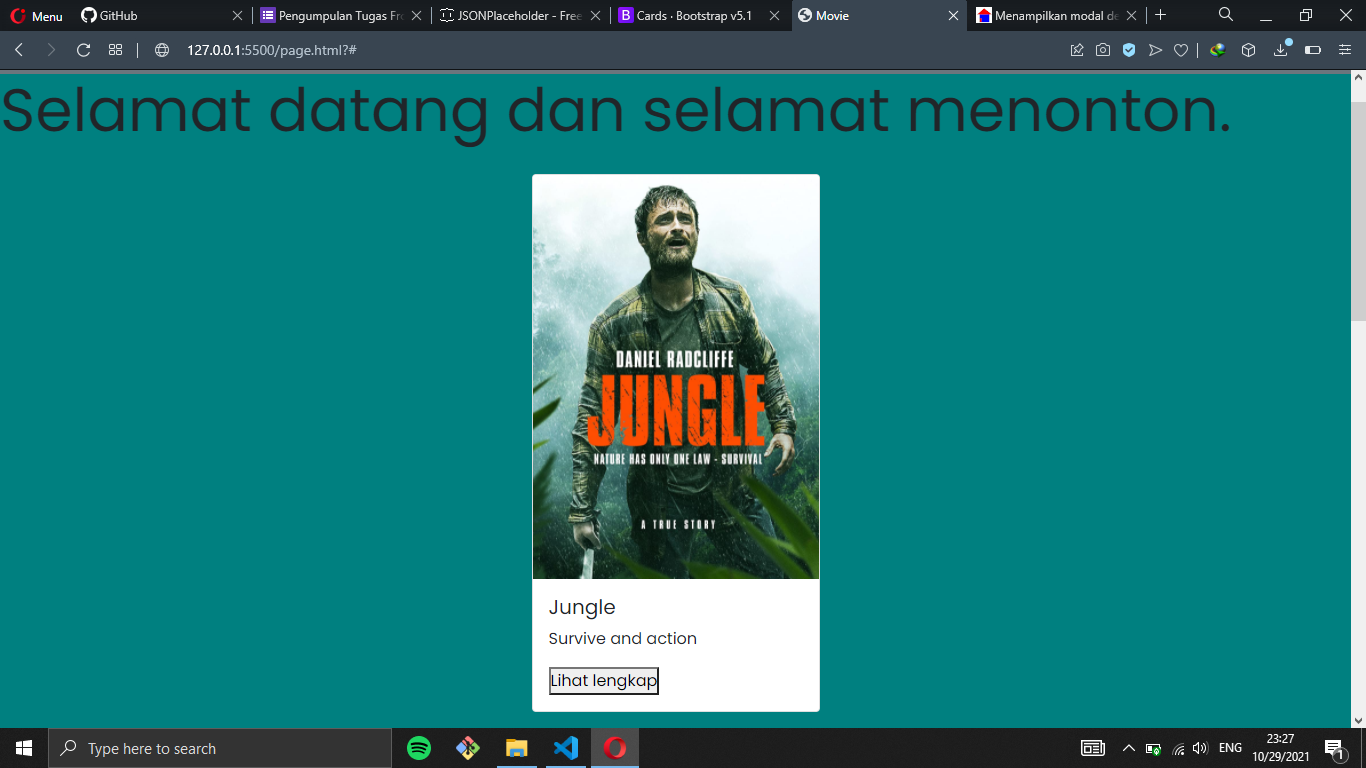 Menu
GitHub
Pengumpulan Tugas Fro
JSONPlaceholder - Free
Cards · Bootstrap v5.1
Movie
Menampilkan modal de
127.0.0.1:5500/page.html?#
Selamat datang dan selamat menonton.
DANIEL RADCLIFFE
JUNGLE
NATURE HAS ONLY ONE LAW - SURVIVAL
A TRUE STORY
Jungle
Survive and action
Lihat lengkap
Type here to search
ENG
23:27
10/29/2021
1